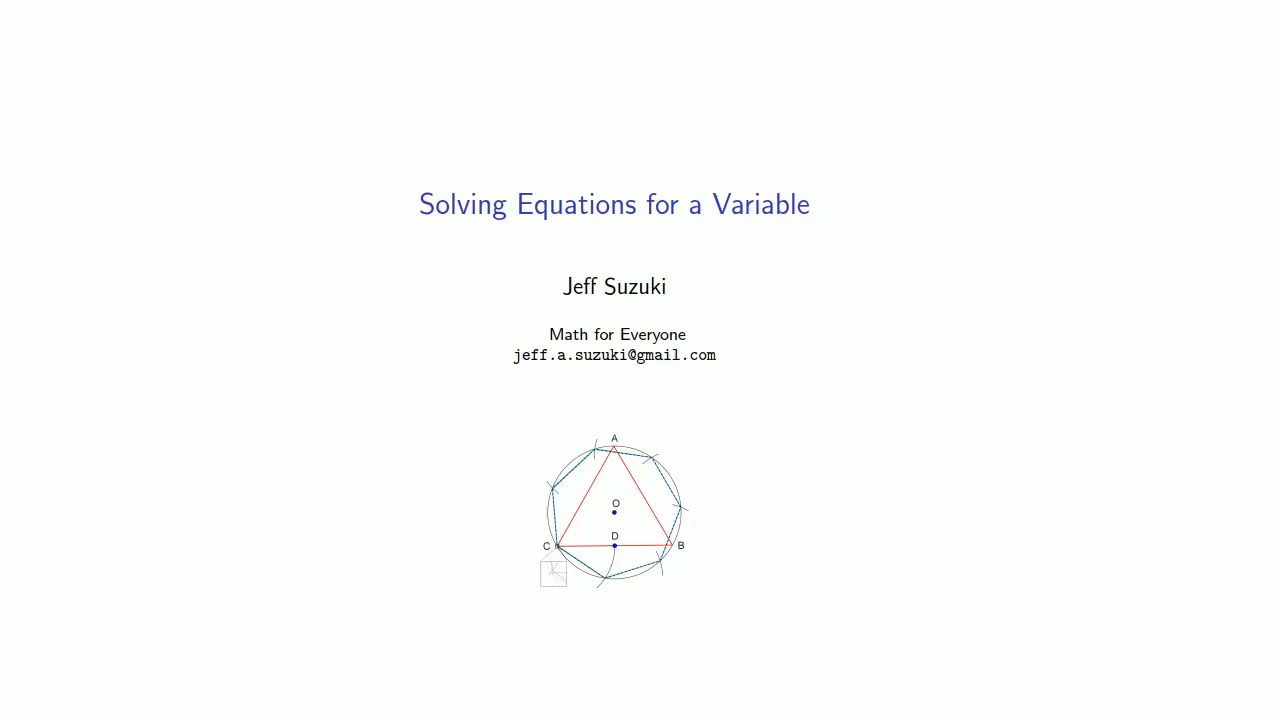 Solving Equations for a Variable
Jeff Suzuki
Math for Everyone
jeff.a.suzuki@gmail.com
A
O
D
C
B